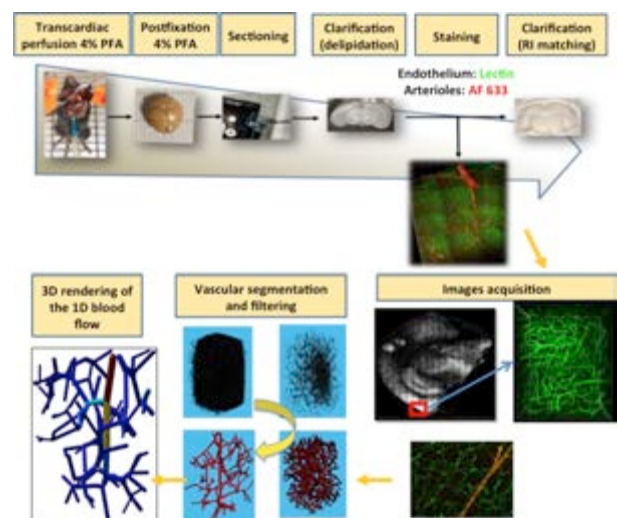 Transcardiac
perfusion 4% PFA
Postfixation
4% PFA
Sectioning
Clarification
(delipidation)
Staining
Clarification
(RI matching)
Endothelium: Lectin
Arterioles: AF 633
3D rendering of
the 1D blood
flow
Vascular segmentation
and filtering
Images acquisition